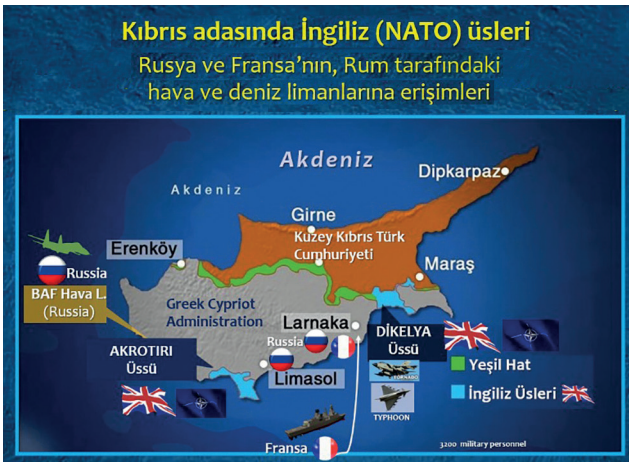 Kıbrıs adasında İngiliz (NATO) üsleri
Rusya ve Fransa'nın, Rum tarafındaki
hava ve deniz limanlarına erişimleri
Akdeniz
Akdeniz
Dipkarpaz
Girne
Kuzey Kıbrıs Türk
Cumhuriyeti
Erenköy
Maraş
Russia
BAF Hava L.
(Russia)
Greek Cypriot
Administration
Larnaka
Russia
DİKELYA
Üssü
AKROTIRI
Üssü
Limasol
TORNADO
TYPHOON
Yeşil Hat
İngiliz Üsleri
Fransa
3200 military personnel